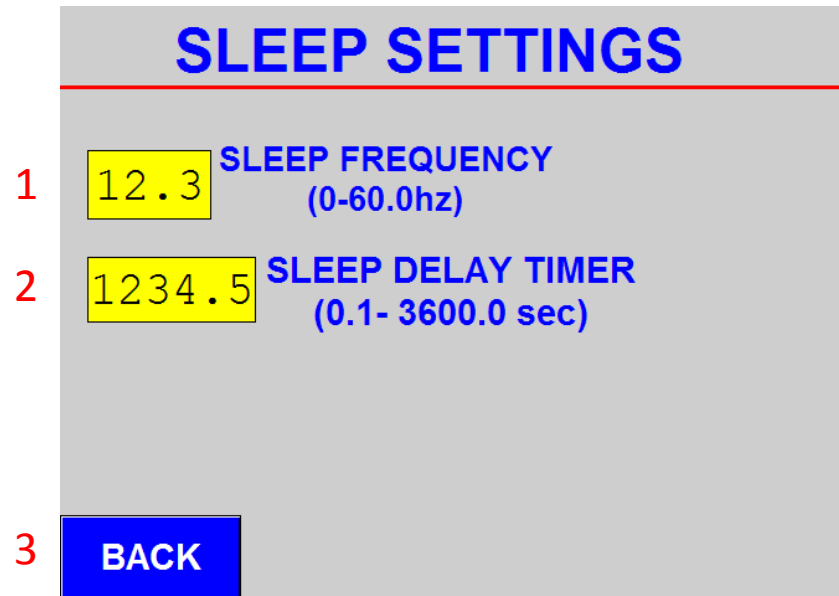 SLEEP SETTINGS
1
12.3
SLEEP FREQUENCY
(0-60.0hz)
2
1234.5
SLEEP DELAY TIMER
(0.1- 3600.0 sec)
3
BACK